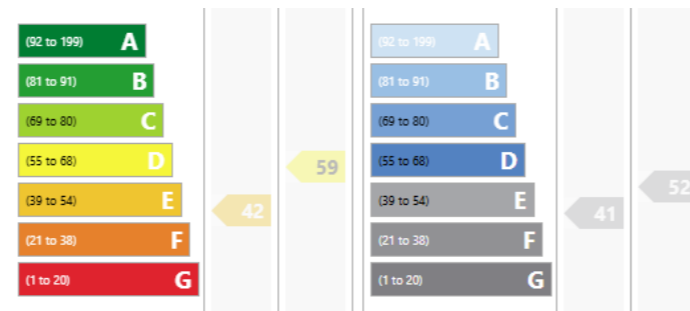 (92 to 199) A
(81 to 91) B
(69 to 80) C
(55 to 68) D
(39 to 54) E
(21 to 38) F
(1 to 20) G
42
59
(92 to 199) A
(81 to 91) B
(69 to 80) C
(55 to 68) D
(39 to 54) E
(21 to 38) F
(1 to 20) G
41
52